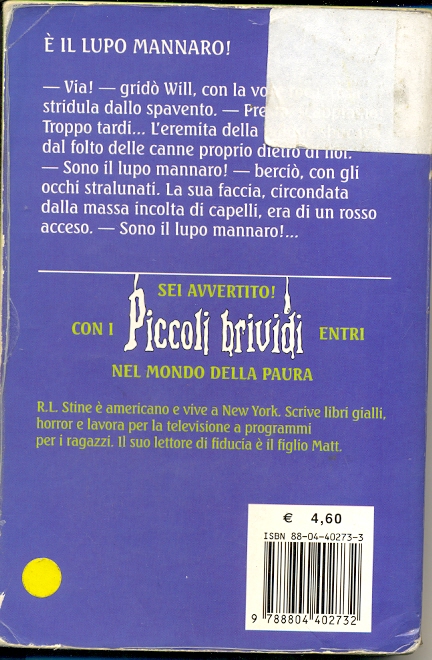 È IL LUPO MANNARO!
— Via! — gridò Will, con la
stridula dallo spavento. —
Troppo tardi... L'eremita della
dal folto delle canne proprio dietro di noi.
— Sono il lupo mannaro! — berciò, con gli
occhi stralunati. La sua faccia, circondata
dalla massa incolta di capelli, era di un rosso
acceso. — Sono il lupo mannaro!...
SEI AVVERTITO!
CON I Piccoli brividi ENTRI
NEL MONDO DELLA PAURA
R.L. Stine è americano e vive a New York. Scrive libri gialli,
horror e lavora per la televisione a programmi
per i ragazzi. Il suo lettore di fiducia è il figlio Matt.
€ 4,60
ISBN 88-04-40273-3
9 788804 402732